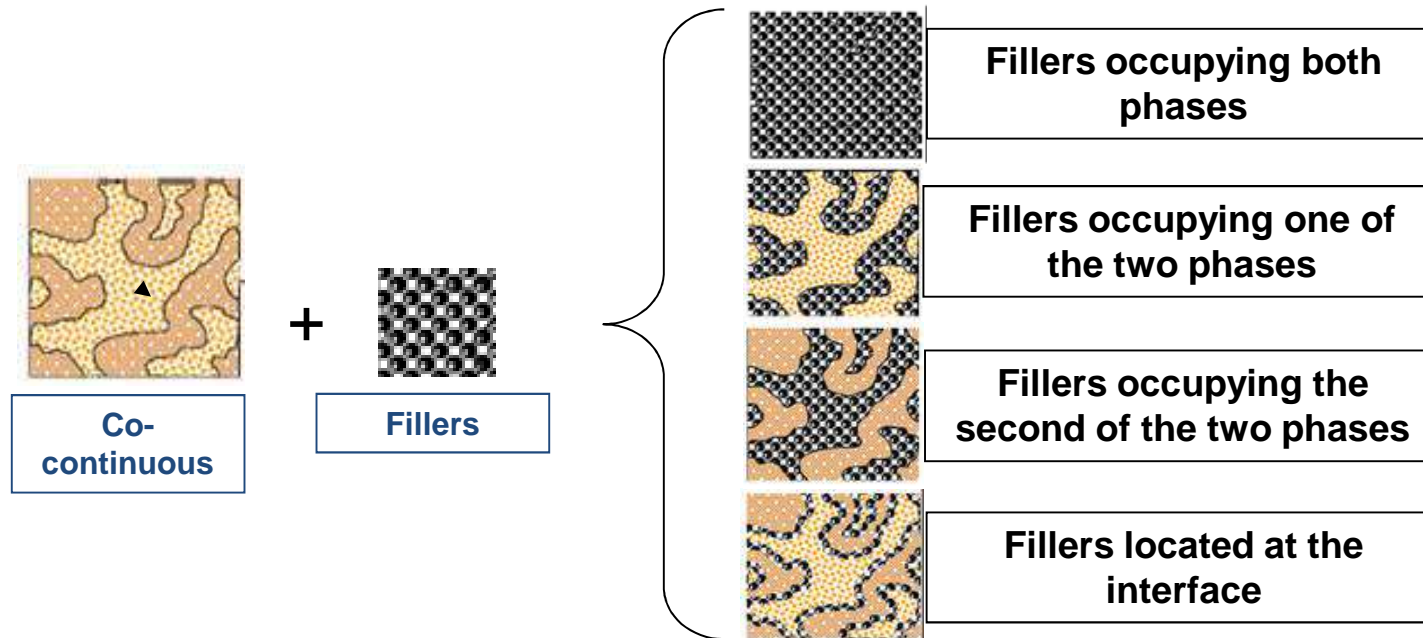 Fillers occupying both
phases
Fillers occupying one of
the two phases
+
Co-
continuous
Fillers
Fillers occupying the
second of the two phases
Fillers located at the
interface